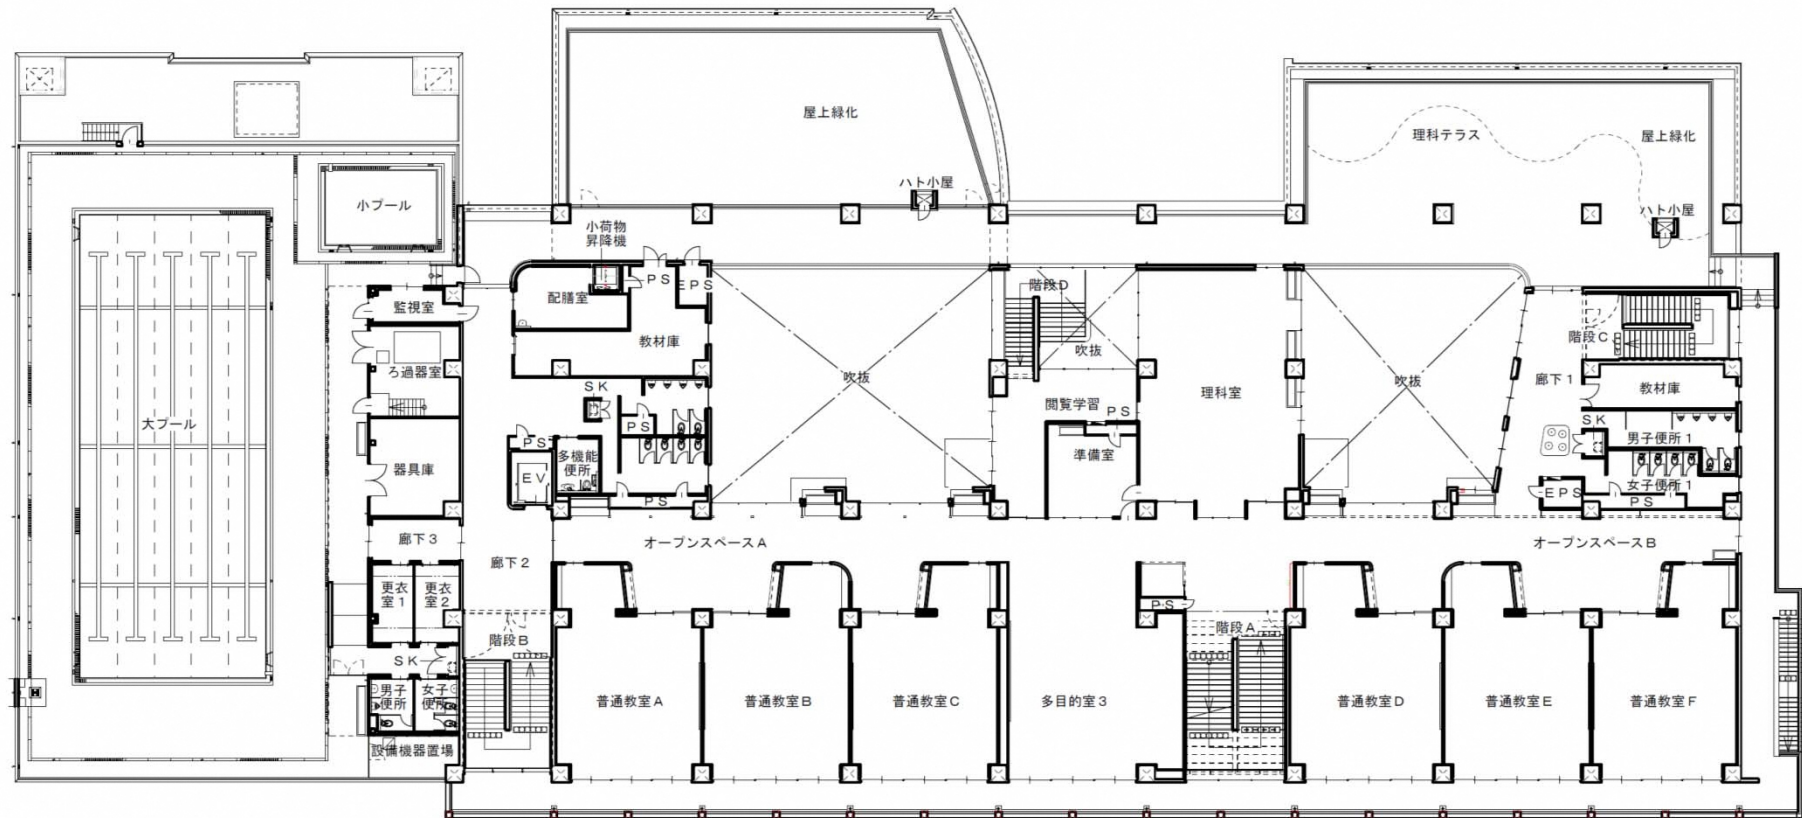 屋上緑化
理科テラス
屋上緑化
ハト小屋
小プール
ハト小屋
小荷物
昇降機
PS
EPS
配膳室
階段D
監視室
教材庫
吹抜
階段C
ろ過器室
吹抜
吹抜
廊下1
教材庫
SK
理科室
大プール
閲覧学習
PS
SK
PS
男子便所1
PS
多機能
便所
準備室
器具庫
EV
女子便所1
EPS
PS
PS
廊下3
オープンスペースA
オープンスペースB
廊下2
更衣
室1
更衣
室2
PS
階段B
階段A
SK
男子
便所
女子
便所
普通教室A
普通教室B
普通教室C
多目的室3
普通教室D
普通教室E
普通教室F
設備機器置場